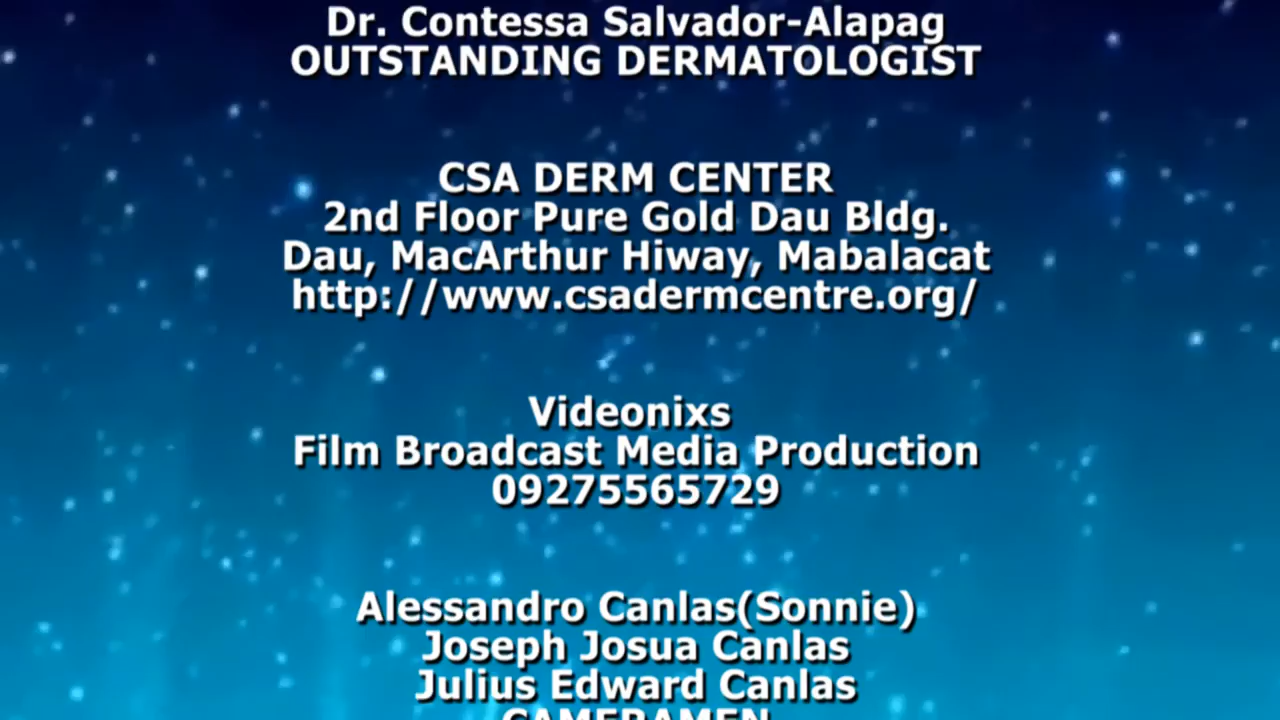 Dr. Contessa Salvador-Alapag
OUTSTANDING DERMATOLOGIST
CSA DERM CENTER
2nd Floor Pure Gold Dau Bldg.
Dau, MacArthur Hiway, Mabalacat
http://www.csadermcentre.org/
Videonixs
Film Broadcast Media Production
09275565729
Alessandro Canlas(Sonnie)
Joseph Josua Canlas
Julius Edward Canlas
CAMERAMEN